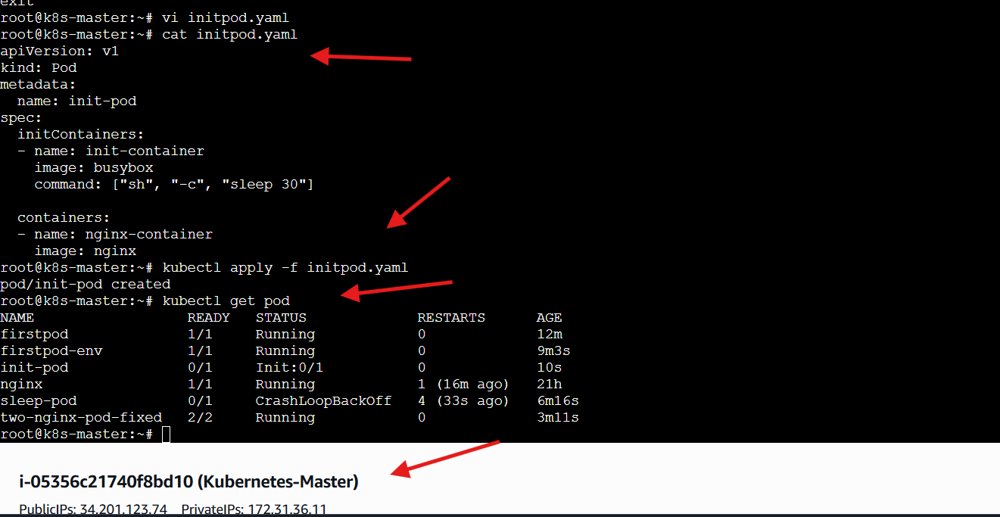 exit
root@k8s-master:~# vi initpod.yaml
root@k8s-master:~# cat initpod.yaml
apiVersion: v1
kind: Pod
metadata:
  name: init-pod
spec:
  initContainers:
  - name: init-container
    image: busybox
    command: ["sh", "-c", "sleep 30"]

  containers:
  - name: nginx-container
    image: nginx
root@k8s-master:~# kubectl apply -f initpod.yaml
pod/init-pod created
root@k8s-master:~# kubectl get pod
NAME                  READY   STATUS             RESTARTS      AGE
firstpod              1/1     Running            0             12m
firstpod-env          1/1     Running            0             9m3s
init-pod              0/1     Init:0/1           0             10s
nginx                 1/1     Running            1 (16m ago)   21h
sleep-pod             0/1     CrashLoopBackOff   4 (33s ago)   6m16s
two-nginx-pod-fixed   2/2     Running            0             3m11s
root@k8s-master:~#
i-05356c21740f8bd10 (Kubernetes-Master)
PublicIPs: 34.201.123.74    PrivateIPs: 172.31.36.11